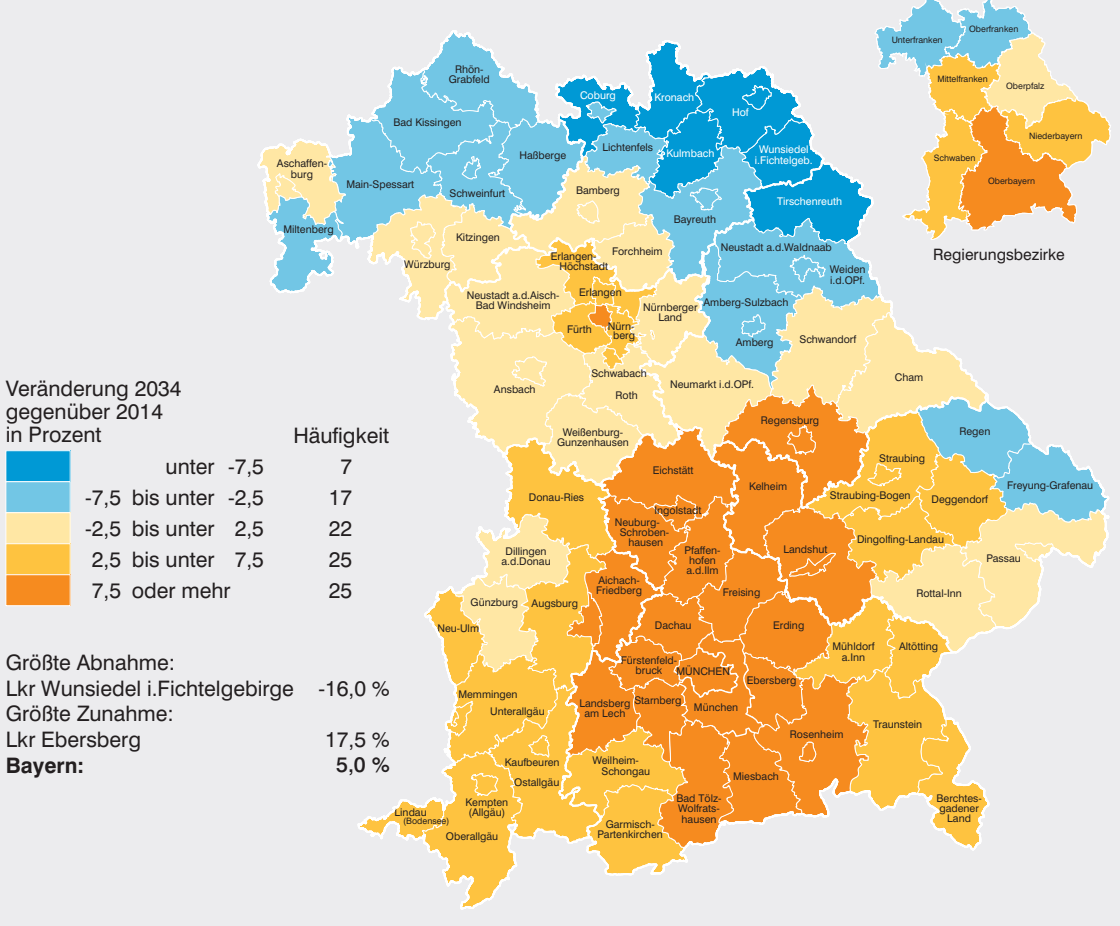 Veränderung 2034
gegenüber 2014
in Prozent
Häufigkeit
unter -7,5 7
-7,5 bis unter -2,5 17
-2,5 bis unter 2,5 22
2,5 bis unter 7,5 25
7,5 oder mehr 25
Größte Abnahme:
Lkr Wunsiedel i.Fichtelgebirge -16,0 %
Größte Zunahme:
Lkr Ebersberg 17,5 %
Bayern: 5,0 %
Unterfranken
Oberfranken
Mittelfranken
Oberpfalz
Niederbayern
Schwaben
Oberbayern
Regierungsbezirke
Rhön-
Grabfeld
Bad Kissingen
Coburg
Kronach
Hof
Lichtenfels
Kulmbach
Wunsiedel
i.Fichtelgeb.
Haßberge
Aschaffen-
burg
Main-Spessart
Schweinfurt
Bamberg
Tirschenreuth
Miltenberg
Bayreuth
Kitzingen
Würzburg
Forchheim
Neustadt a.d.Waldnaab
Erlangen-
Höchstadt
Weiden
i.d.OPf.
Erlangen
Neustadt a.d.Aisch-
Bad Windsheim
Nürnberger
Land
Amberg-Sulzbach
Fürth
Nürn-
berg
Amberg
Schwandorf
Schwabach
Ansbach
Roth
Neumarkt i.d.OPf.
Cham
Weißenburg-
Gunzenhausen
Regensburg
Regen
Eichstätt
Straubing
Kelheim
Freyung-Grafenau
Donau-Ries
Straubing-Bogen
Deggendorf
Ingolstadt
Neuburg-
Schroben-
hausen
Dingolfing-Landau
Dillingen
a.d.Donau
Pfaffen-
hofen
a.d.Ilm
Landshut
Passau
Aichach-
Friedberg
Freising
Rottal-Inn
Günzburg
Augsburg
Neu-Ulm
Dachau
Erding
Mühldorf
a.Inn
Altötting
Fürstenfeld-
bruck
MÜNCHEN
Ebersberg
Memmingen
Unterallgäu
Landsberg
am Lech
Starnberg
München
Traunstein
Rosenheim
Kaufbeuren
Weilheim-
Schongau
Miesbach
Ostallgäu
Kempten
(Allgäu)
Bad Tölz-
Wolfrats-
hausen
Berchtes-
gadener
Land
Lindau
(Bodensee)
Oberallgäu
Garmisch-
Partenkirchen